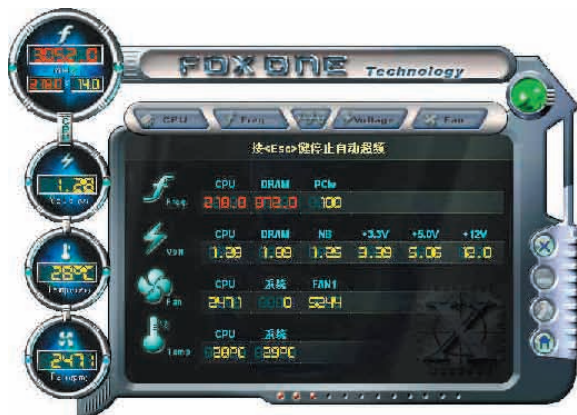 3052.0
MHz
218.0 x 14.0
FOX ONE Technology
CPU
Freq
Voltage
Fan
按<Esc>键停止自动超频
1.28
CPU DRAM PCIe
Freq
218.0 872.0 100
CPU DRAM NB +3.3V +5.0V +12V
Volt
1.28 1.89 1.25 3.39 5.06 12.0
28℃
CPU 系统 FAN1
Fan
2471 0 5244
CPU 系统
Temp
28℃ 29℃
2471